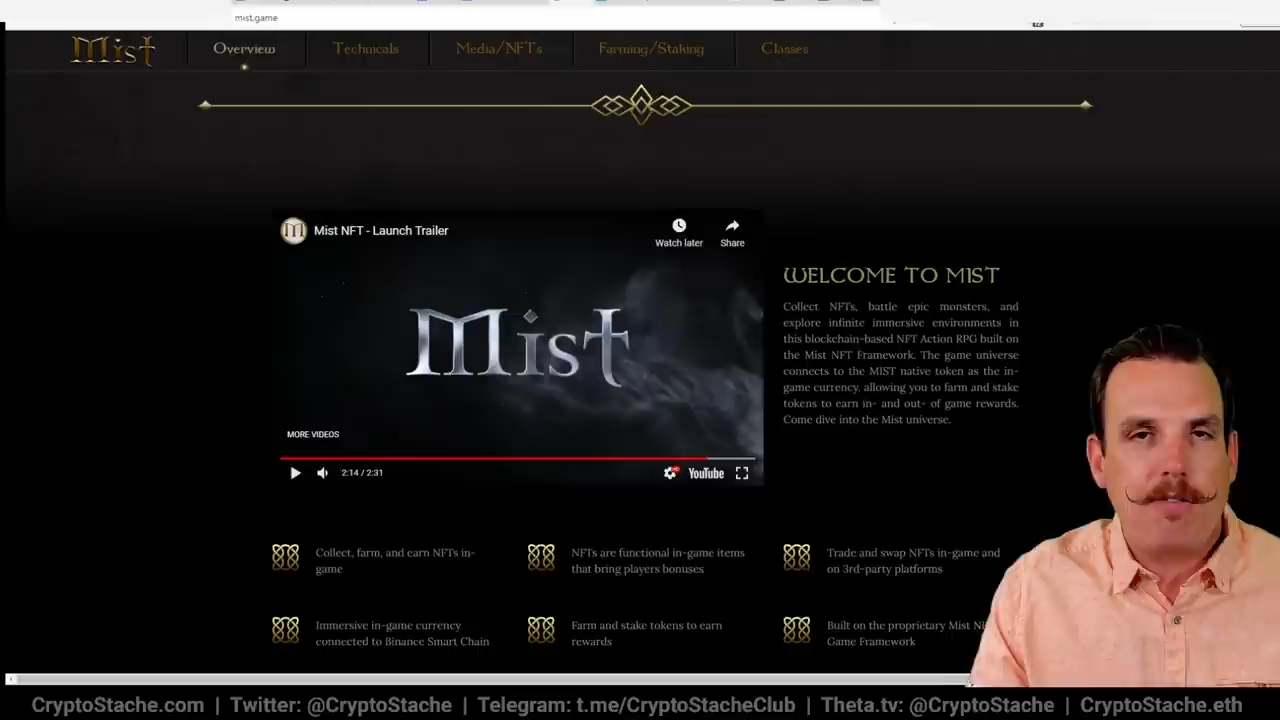 mist.game
Mist
Overview
Technicals
Media/NFTs
Farming/Staking
Classes
Mist NFT - Launch Trailer
Watch later
Share
Mist
MORE VIDEOS
2:14 / 2:31
HD
YouTube
WELCOME TO MIST
Collect NFTs, battle epic monsters, and
explore infinite immersive environments in
this blockchain-based NFT Action RPG built on
the Mist NFT Framework. The game universe
connects to the MIST native token as the in-
game currency, allowing you to farm and stake
tokens to earn in- and out- of game rewards.
Come dive into the Mist universe.
Collect, farm, and earn NFTs in-
game
NFTs are functional in-game items
that bring players bonuses
Trade and swap NFTs in-game and
on 3rd-party platforms
Immersive in-game currency
connected to Binance Smart Chain
Farm and stake tokens to earn
rewards
Built on the proprietary Mist
Game Framework
CryptoStache.com | Twitter: @CryptoStache | Telegram: t.me/CryptoStacheClub | Theta.tv: @CryptoStache | CryptoStache.eth